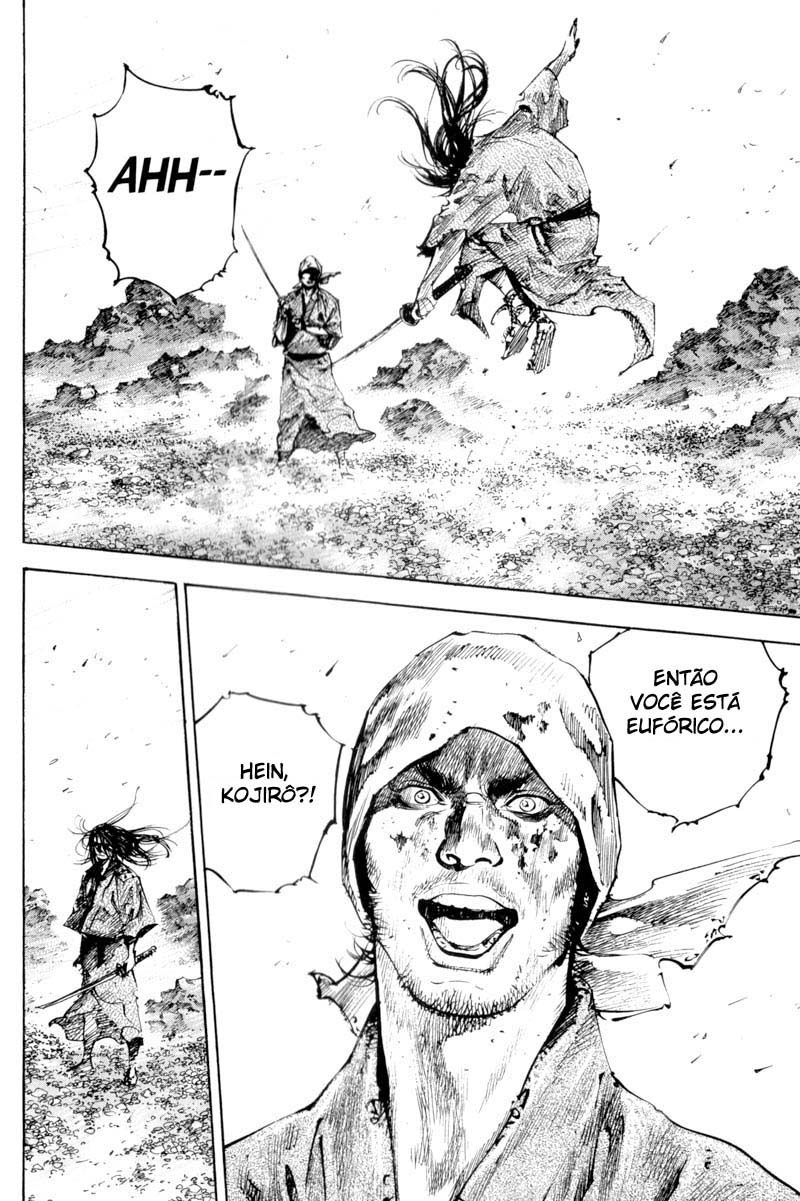 AHH--
ENTÃO
VOCÊ ESTÁ
EUFÓRICO...
HEIN,
KOJIRÔ?!